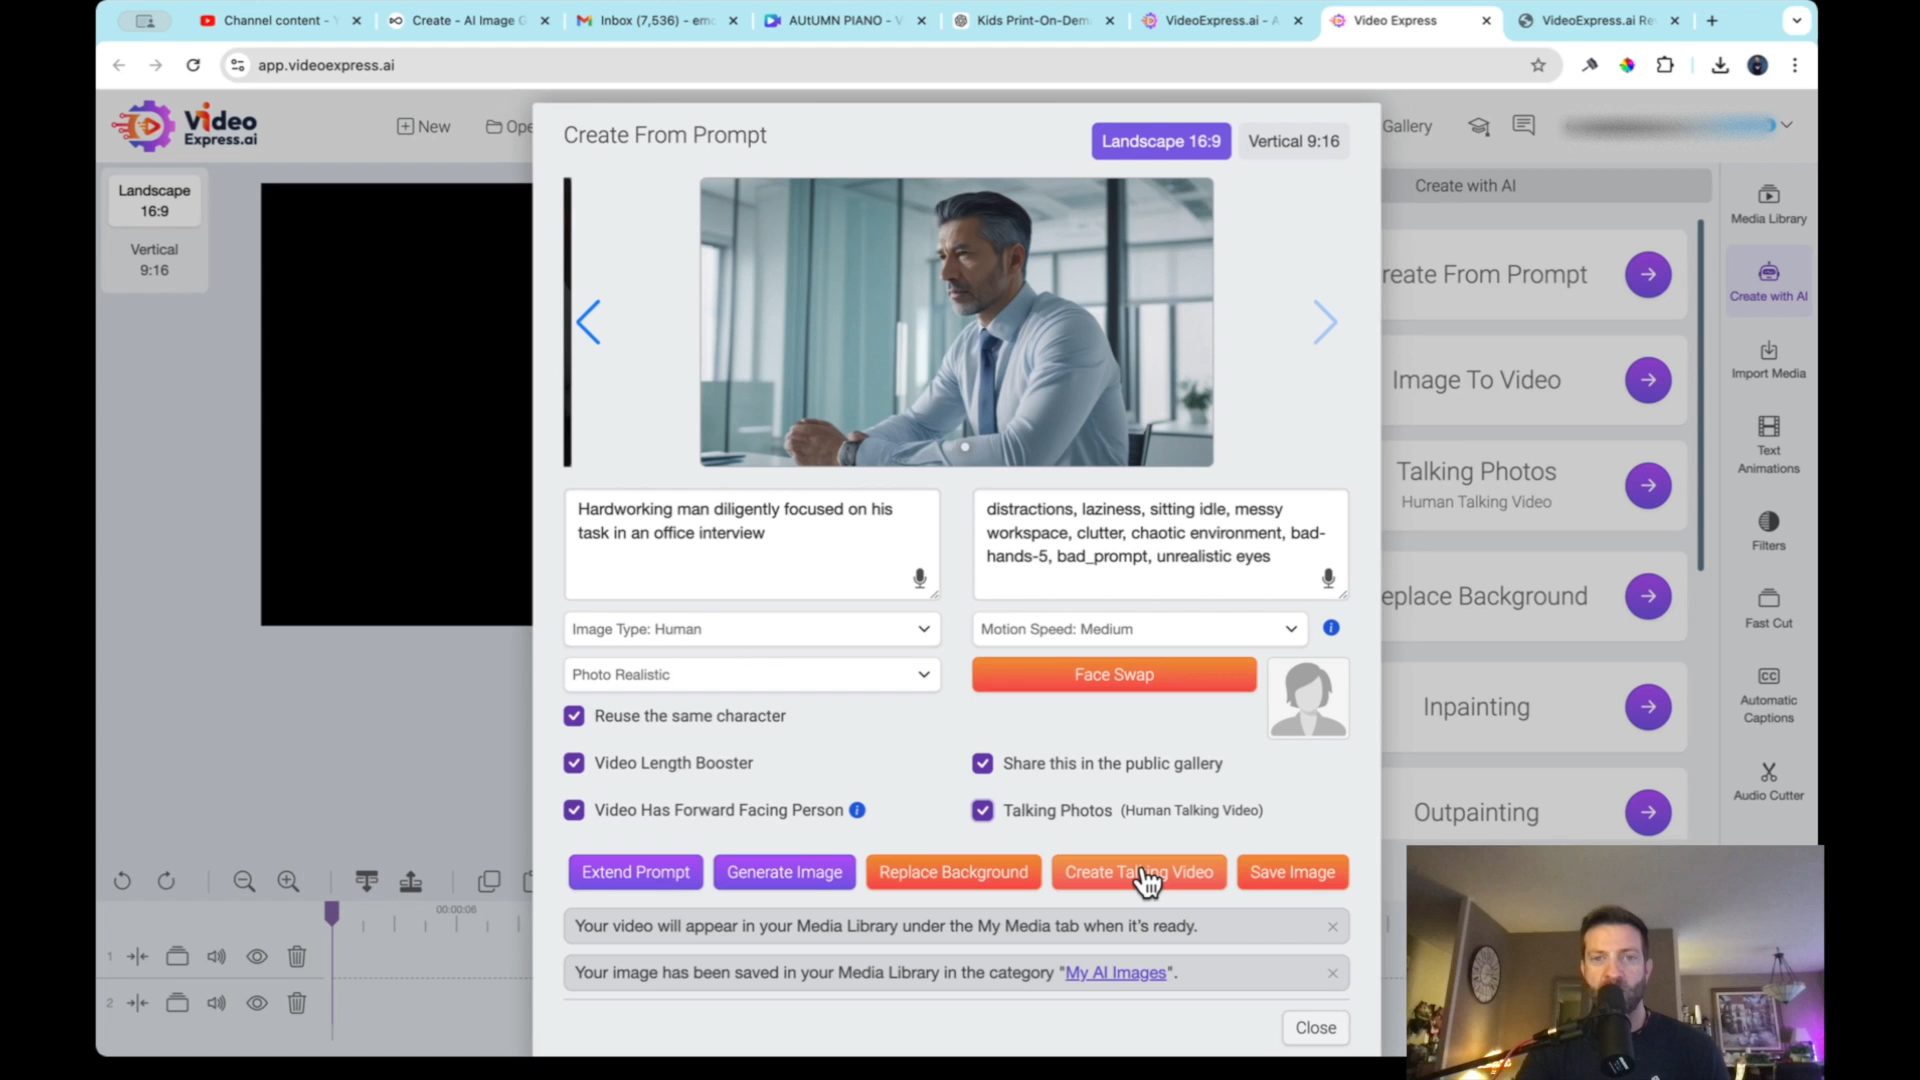 Channel content - Y
Create - AI Image G
Inbox (7,536) - emc
AUtUMN PIANO - V
Kids Print-On-Dem
VideoExpress.ai - A
Video Express
VideoExpress.ai Re
app.videoexpress.ai
Video
Express.ai
New
Ope
Gallery
Landscape
16:9
Vertical
9:16
Create From Prompt
Landscape 16:9
Vertical 9:16
Hardworking man diligently focused on his
task in an office interview
distractions, laziness, sitting idle, messy
workspace, clutter, chaotic environment, bad-
hands-5, bad_prompt, unrealistic eyes
Image Type: Human
Motion Speed: Medium
Photo Realistic
Face Swap
Reuse the same character
Video Length Booster
Share this in the public gallery
Video Has Forward Facing Person
Talking Photos (Human Talking Video)
Extend Prompt
Generate Image
Replace Background
Create Talking Video
Save Image
Your video will appear in your Media Library under the My Media tab when it's ready.
Your image has been saved in your Media Library in the category "My AI Images".
Close
Create with AI
reate From Prompt
Image To Video
Talking Photos
Human Talking Video
eplace Background
Inpainting
Outpainting
Media Library
Create with AI
Import Media
Text
Animations
Filters
Fast Cut
CC
Automatic
Captions
Audio Cutter
00:00:06
1
2